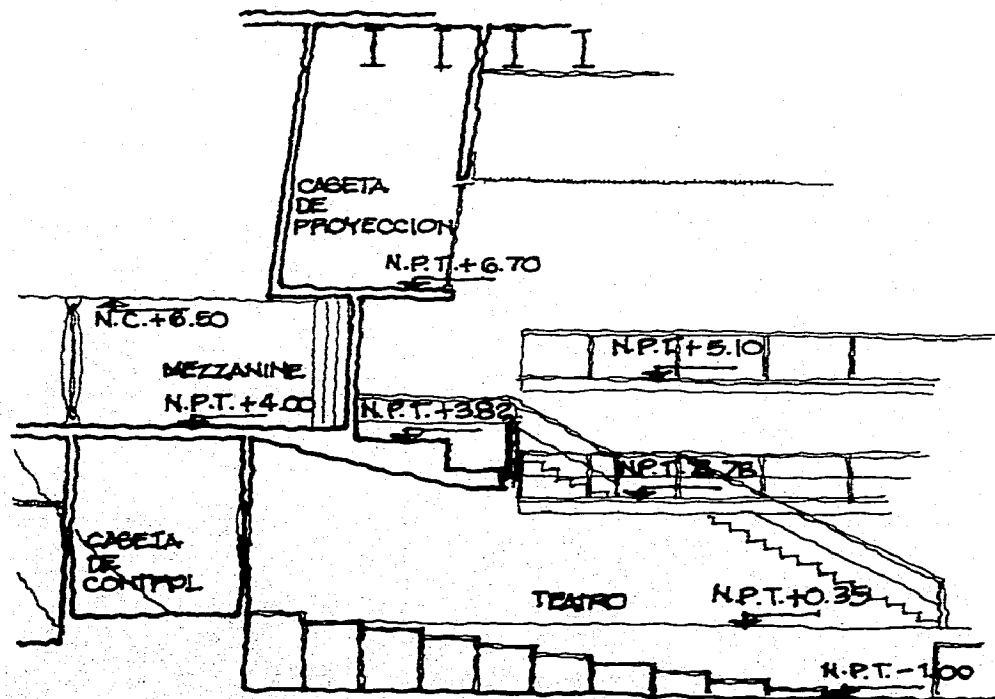 CASETA
DE
PROYECCION
N.P.T.+6.70
N.C.+6.50
MEZZANINE
N.P.T.+4.00
N.P.T.+3.82
N.P.T.+5.10
N.P.T.
CASETA
DE
CONTROL
TEATRO
N.P.T.+0.35
N.P.T.-1.00